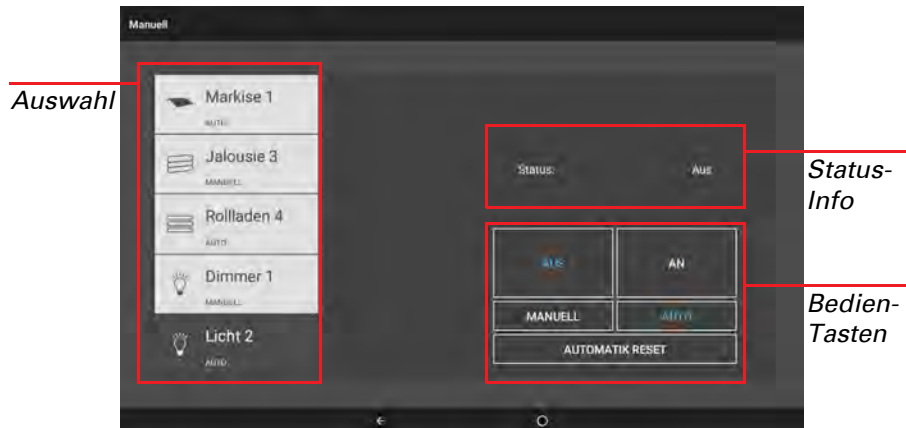 Manuell
Auswahl
Markise 1
AUTO
Jalousie 3
MANUELL
Rollladen 4
AUTO
Dimmer 1
MANUELL
Licht 2
AUTO
Status: Aus
Status-
Info
AUS AN
MANUELL AUTO
AUTOMATIK RESET
Bedien-
Tasten